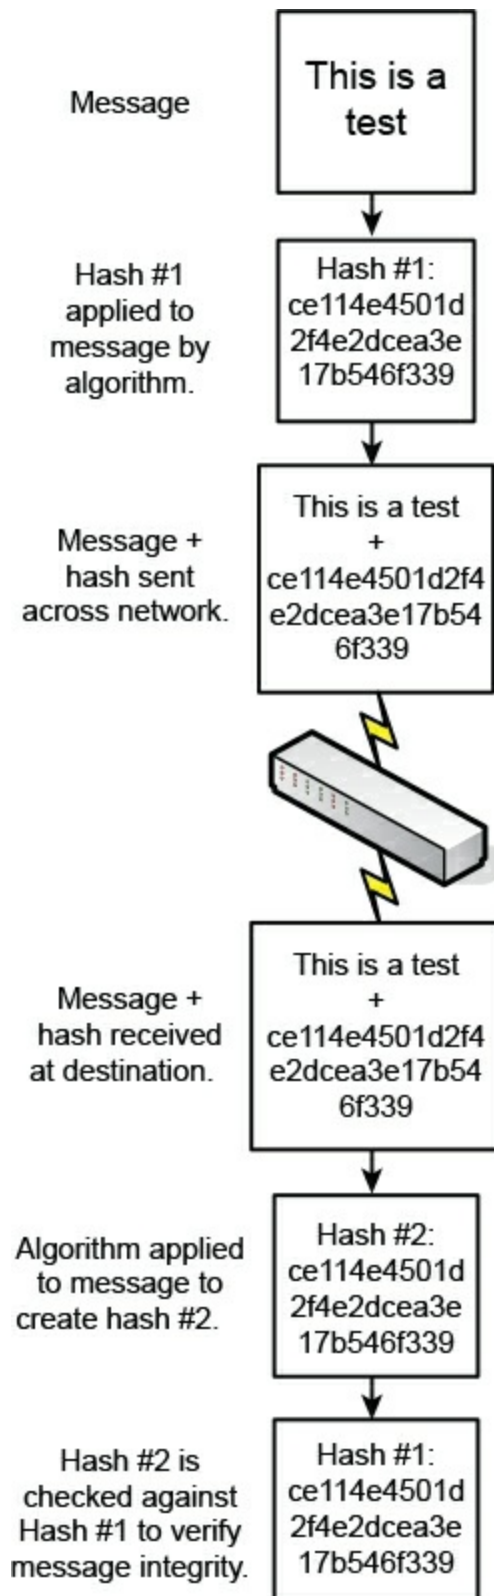 Message
This is a
test
Hash #1
applied to
message by
algorithm.
Hash #1:
ce114e4501d
2f4e2dcea3e
17b546f339
Message +
hash sent
across network.
This is a test
+
ce114e4501d2f4
e2dcea3e17b54
6f339
Message +
hash received
at destination.
This is a test
+
ce114e4501d2f4
e2dcea3e17b54
6f339
Algorithm applied
to message to
create hash #2.
Hash #2:
ce114e4501d
2f4e2dcea3e
17b546f339
Hash #2 is
checked against
Hash #1 to verify
message integrity.
Hash #1:
ce114e4501d
2f4e2dcea3e
17b546f339